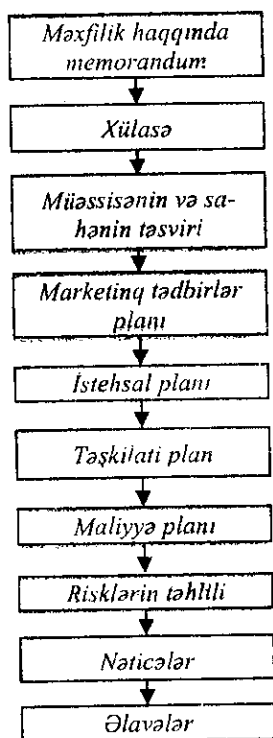 Məxfilik haqqında
memorandum
Xülasə
Müəssisənin və sa-
hənin təsviri
Marketinq tədbirlər
planı
İstehsal planı
Təşkilati plan
Maliyyə planı
Risklərin təhlili
Nəticələr
Əlavələr